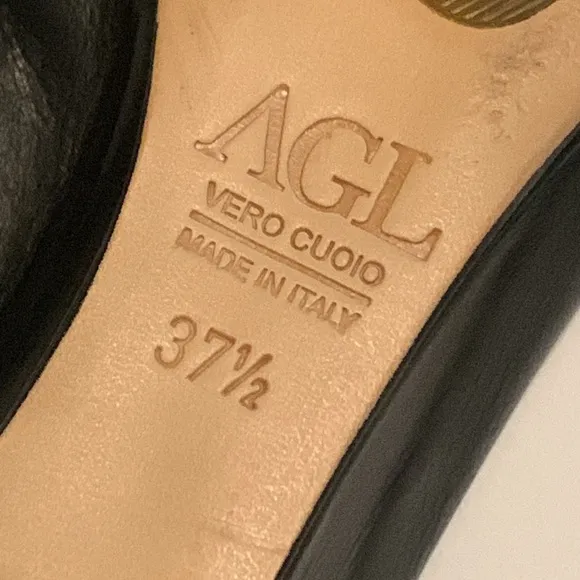 AGL
VERO CUOIO
MADE IN ITALY
37½